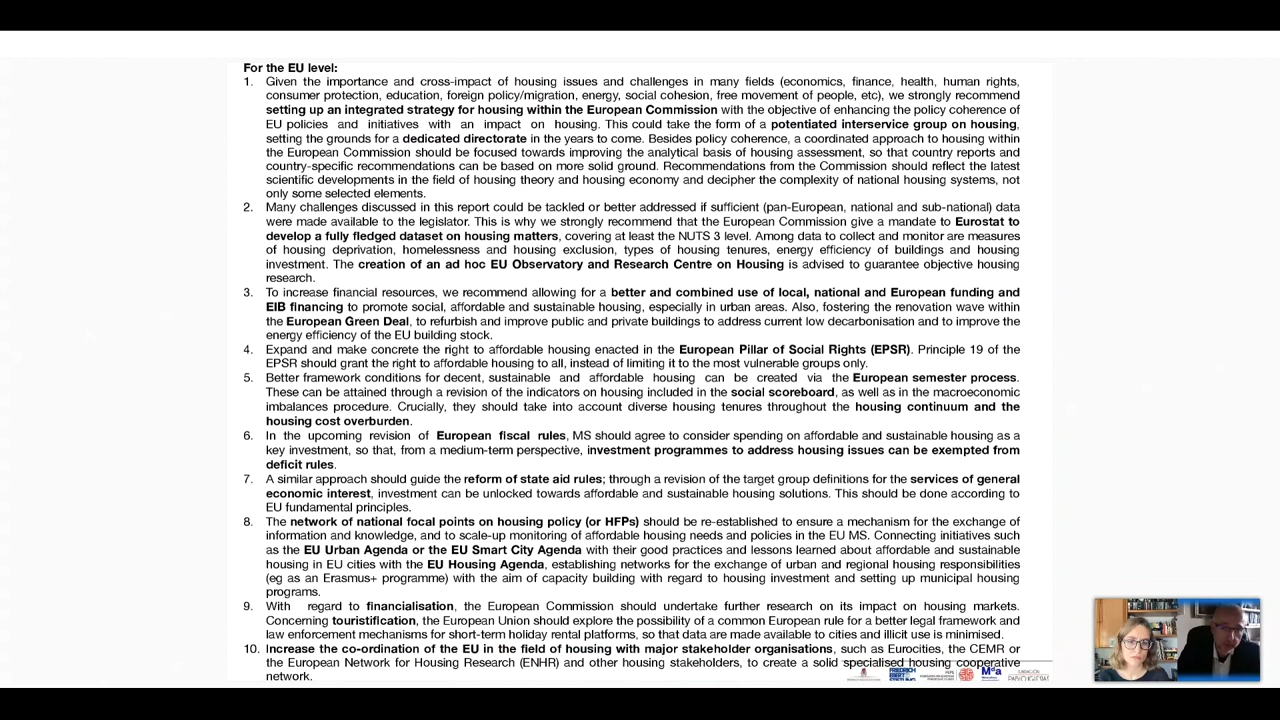 For the EU level:
1. Given the importance and cross-impact of housing issues and challenges in many fields (economics, finance, health, human rights,
consumer protection, education, foreign policy/migration, energy, social cohesion, free movement of people, etc), we strongly recommend
setting up an integrated strategy for housing within the European Commission with the objective of enhancing the policy coherence of
EU policies and initiatives with an impact on housing. This could take the form of a potentiated interservice group on housing,
setting the grounds for a dedicated directorate in the years to come. Besides policy coherence, a coordinated approach to housing within
the European Commission should be focused towards improving the analytical basis of housing assessment, so that country reports and
country-specific recommendations can be based on more solid ground. Recommendations from the Commission should reflect the latest
scientific developments in the field of housing theory and housing economy and decipher the complexity of national housing systems, not
only some selected elements.
2. Many challenges discussed in this report could be tackled or better addressed if sufficient (pan-European, national and sub-national) data
were made available to the legislator. This is why we strongly recommend that the European Commission give a mandate to Eurostat to
develop a fully fledged dataset on housing matters, covering at least the NUTS 3 level. Among data to collect and monitor are measures
of housing deprivation, homelessness and housing exclusion, types of housing tenures, energy efficiency of buildings and housing
investment. The creation of an ad hoc EU Observatory and Research Centre on Housing is advised to guarantee objective housing
research.
3. To increase financial resources, we recommend allowing for a better and combined use of local, national and European funding and
EIB financing to promote social, affordable and sustainable housing, especially in urban areas. Also, fostering the renovation wave within
the European Green Deal, to refurbish and improve public and private buildings to address current low decarbonisation and to improve the
energy efficiency of the EU building stock.
4. Expand and make concrete the right to affordable housing enacted in the European Pillar of Social Rights (EPSR). Principle 19 of the
EPSR should grant the right to affordable housing to all, instead of limiting it to the most vulnerable groups only.
5. Better framework conditions for decent, sustainable and affordable housing can be created via the European semester process.
These can be attained through a revision of the indicators on housing included in the social scoreboard, as well as in the macroeconomic
imbalances procedure. Crucially, they should take into account diverse housing tenures throughout the housing continuum and the
housing cost overburden.
6. In the upcoming revision of European fiscal rules, MS should agree to consider spending on affordable and sustainable housing as a
key investment, so that, from a medium-term perspective, investment programmes to address housing issues can be exempted from
deficit rules.
7. A similar approach should guide the reform of state aid rules; through a revision of the target group definitions for the services of general
economic interest, investment can be unlocked towards affordable and sustainable housing solutions. This should be done according to
EU fundamental principles.
8. The network of national focal points on housing policy (or HFPs) should be re-established to ensure a mechanism for the exchange of
information and knowledge, and to scale-up monitoring of affordable housing needs and policies in the EU MS. Connecting initiatives such
as the EU Urban Agenda or the EU Smart City Agenda with their good practices and lessons learned about affordable and sustainable
housing in EU cities with the EU Housing Agenda, establishing networks for the exchange of urban and regional housing responsibilities
(eg as an Erasmus+ programme) with the aim of capacity building with regard to housing investment and setting up municipal housing
programs.
9. With regard to financialisation, the European Commission should undertake further research on its impact on housing markets.
Concerning touristification, the European Union should explore the possibility of a common European rule for a better legal framework and
law enforcement mechanisms for short-term holiday rental platforms, so that data are made available to cities and illicit use is minimised.
10. Increase the co-ordination of the EU in the field of housing with major stakeholder organisations, such as Eurocities, the CEMR or
the European Network for Housing Research (ENHR) and other housing stakeholders, to create a solid specialised housing cooperative
network.
FRIEDRICH
EBERT
STIFTUNG
FEPS
FUNDACIÓN
PABLO IGLESIAS